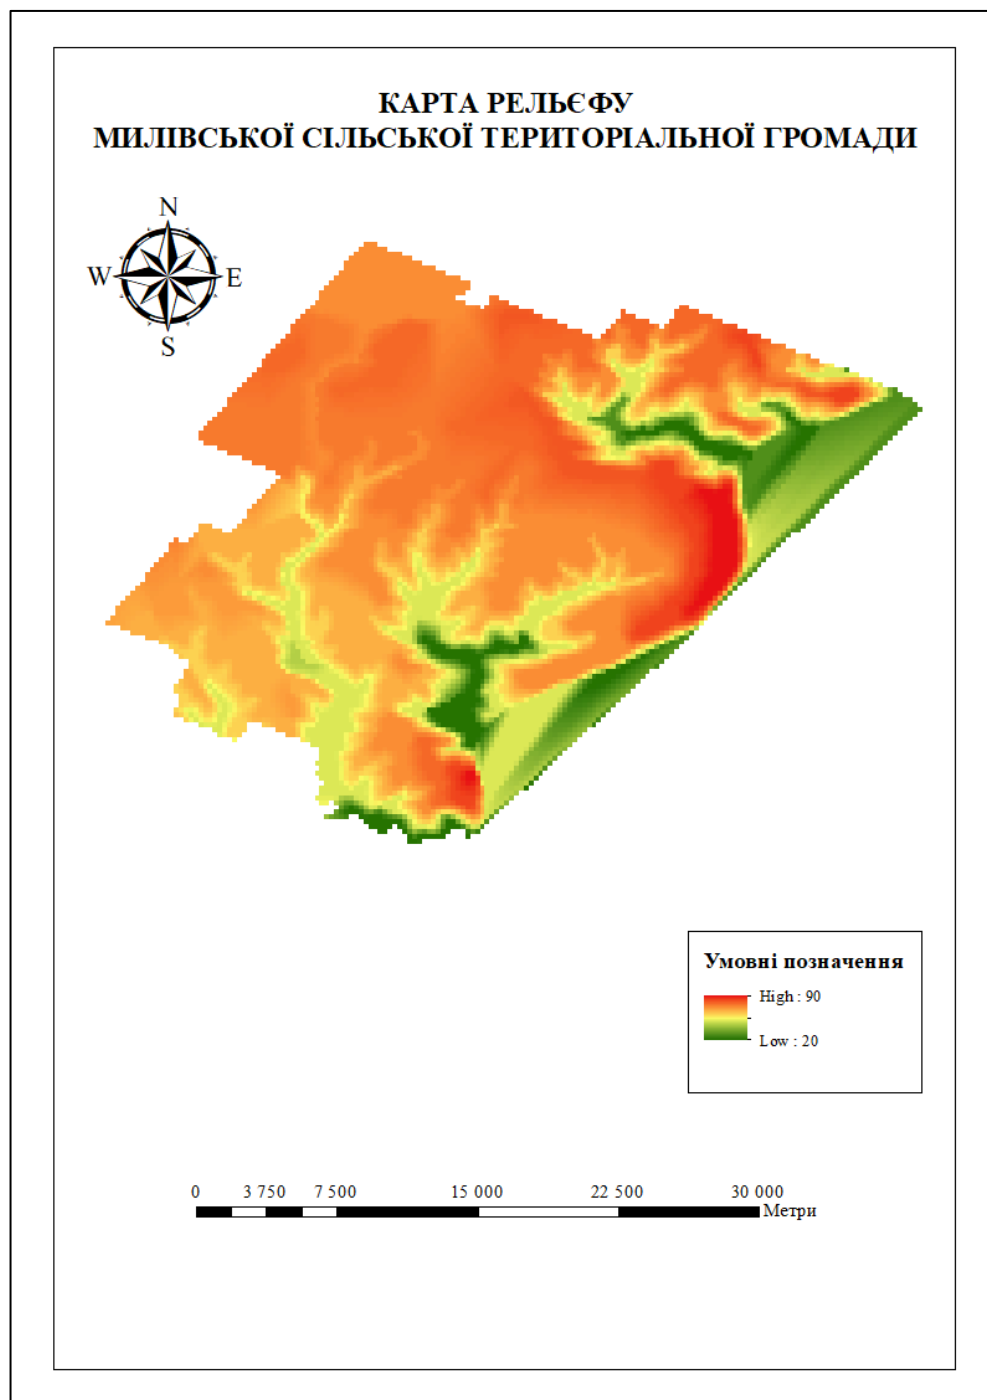 КАРТА РЕЛЬЄФУ
МИЛІВСЬКОЇ СІЛЬСЬКОЇ ТЕРИТОРІАЛЬНОЇ ГРОМАДИ
N
W E
S
Умовні позначення
High : 90
Low : 20
0 3 750 7 500 15 000 22 500 30 000
Метри